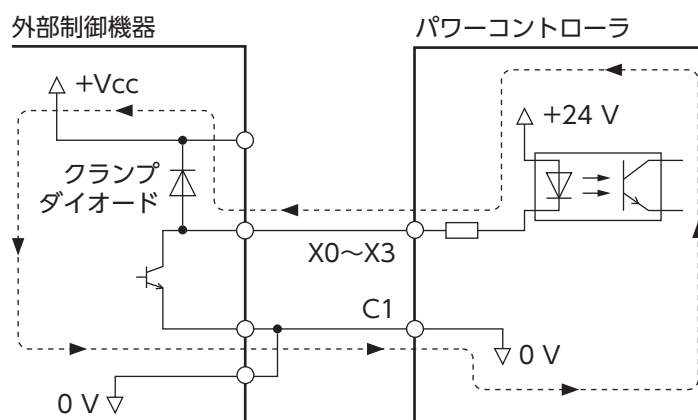 外部制御機器
パワーコントローラ
+Vcc
+24 V
クランプ
ダイオード
X0～X3
C1
0 V
0 V